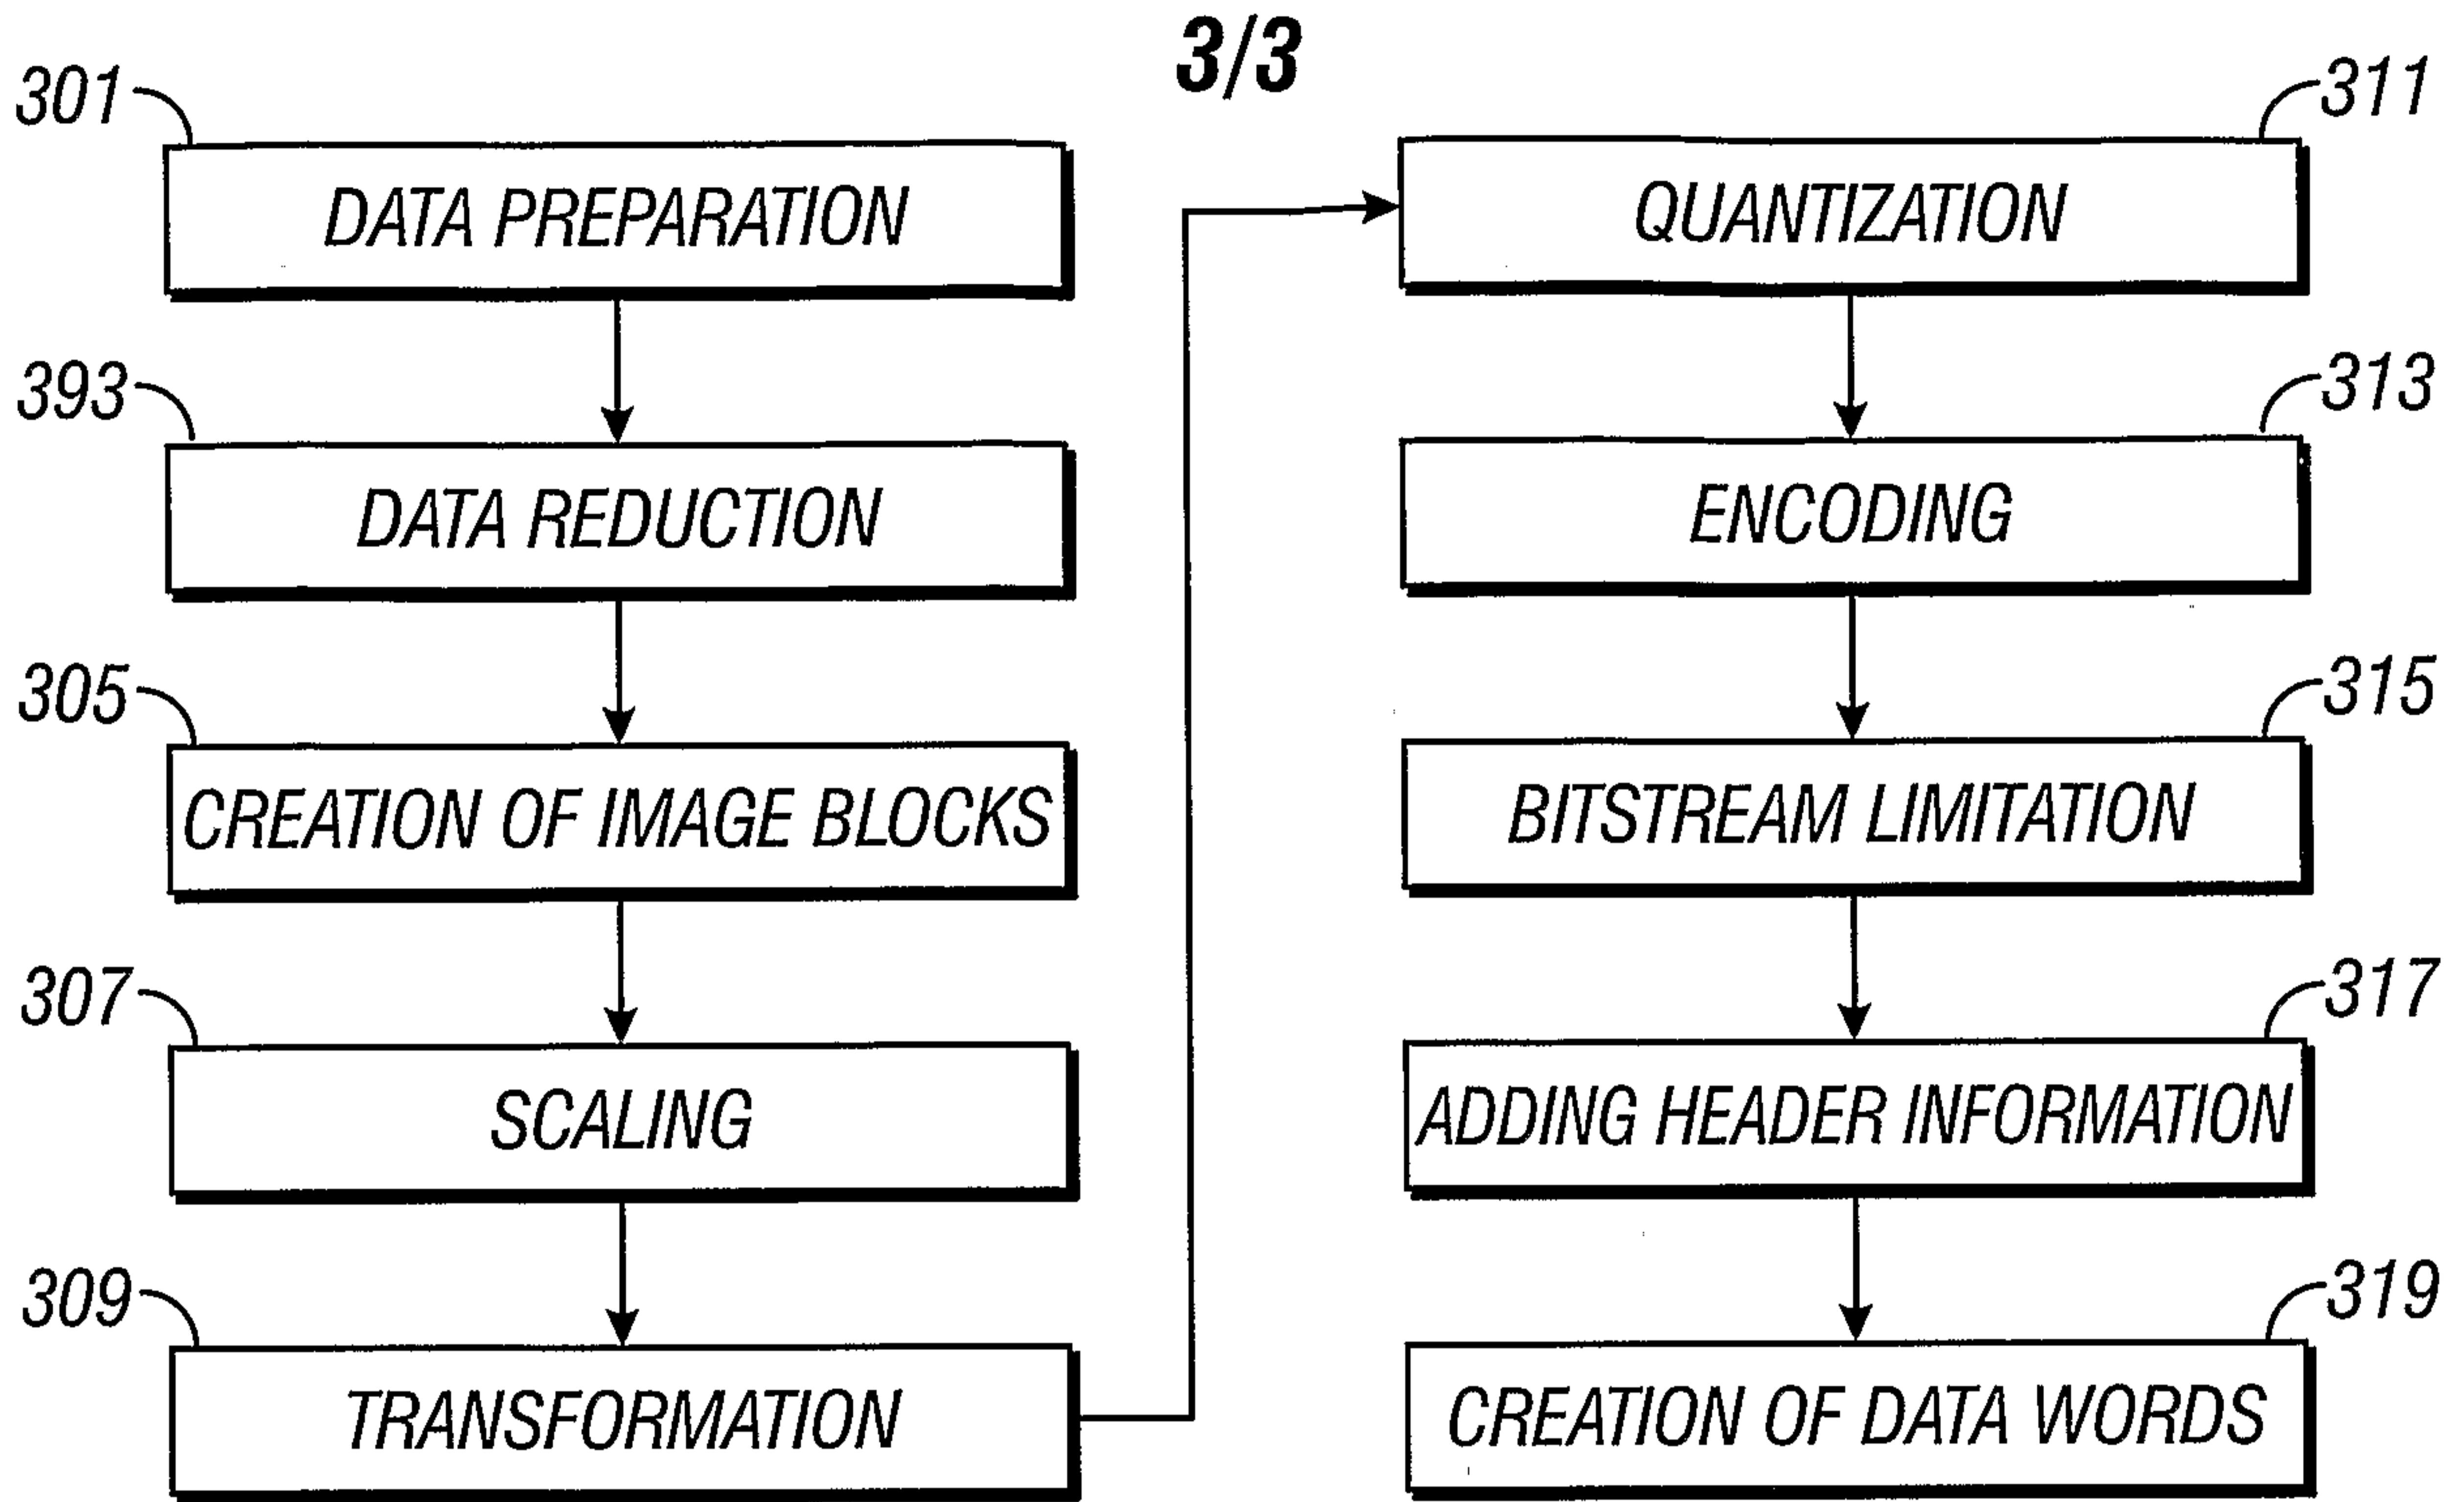 3/3
301
DATA PREPARATION
393
DATA REDUCTION
305
CREATION OF IMAGE BLOCKS
307
SCALING
309
TRANSFORMATION
311
QUANTIZATION
313
ENCODING
315
BITSTREAM LIMITATION
317
ADDING HEADER INFORMATION
319
CREATION OF DATA WORDS